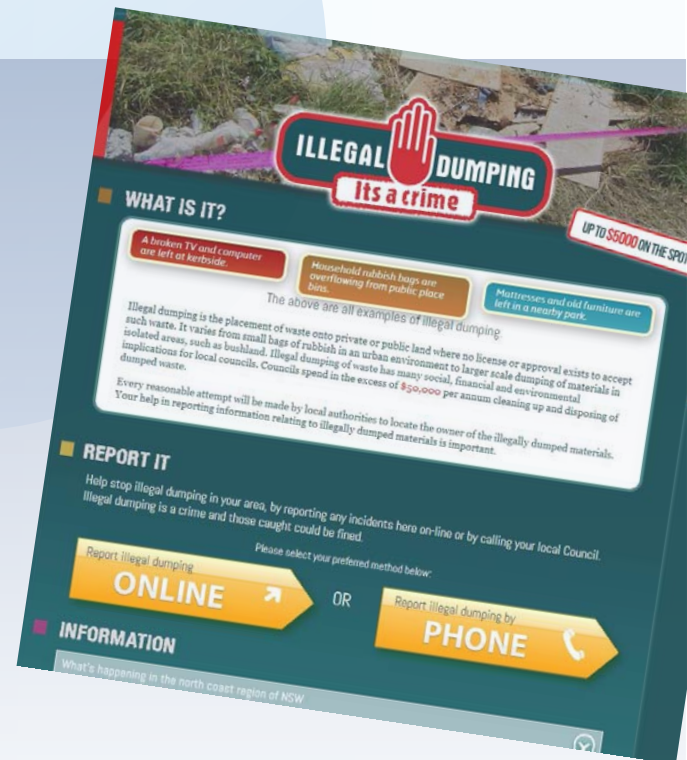 ILLEGAL DUMPING
Its a crime
UP TO $5000 ON THE SPOT
WHAT IS IT?
A broken TV and computer
are left at kerbside.
Household rubbish bags are
overflowing from public place
bins.
Mattresses and old furniture are
left in a nearby park.
The above are all examples of illegal dumping.
Illegal dumping is the placement of waste onto private or public land where no license or approval exists to accept
such waste. It varies from small bags of rubbish in an urban environment to larger scale dumping of materials in
isolated areas, such as bushland. Illegal dumping of waste has many social, financial and environmental
implications for local councils. Councils spend in the excess of $50,000 per annum cleaning up and disposing of
dumped waste.
Every reasonable attempt will be made by local authorities to locate the owner of the illegally dumped materials.
Your help in reporting information relating to illegally dumped materials is important.
REPORT IT
Help stop illegal dumping in your area, by reporting any incidents here on-line or by calling your local Council.
Illegal dumping is a crime and those caught could be fined.
Please select your preferred method below:
Report illegal dumping
ONLINE
OR
Report illegal dumping by
PHONE
INFORMATION
What's happening in the north coast region of NSW